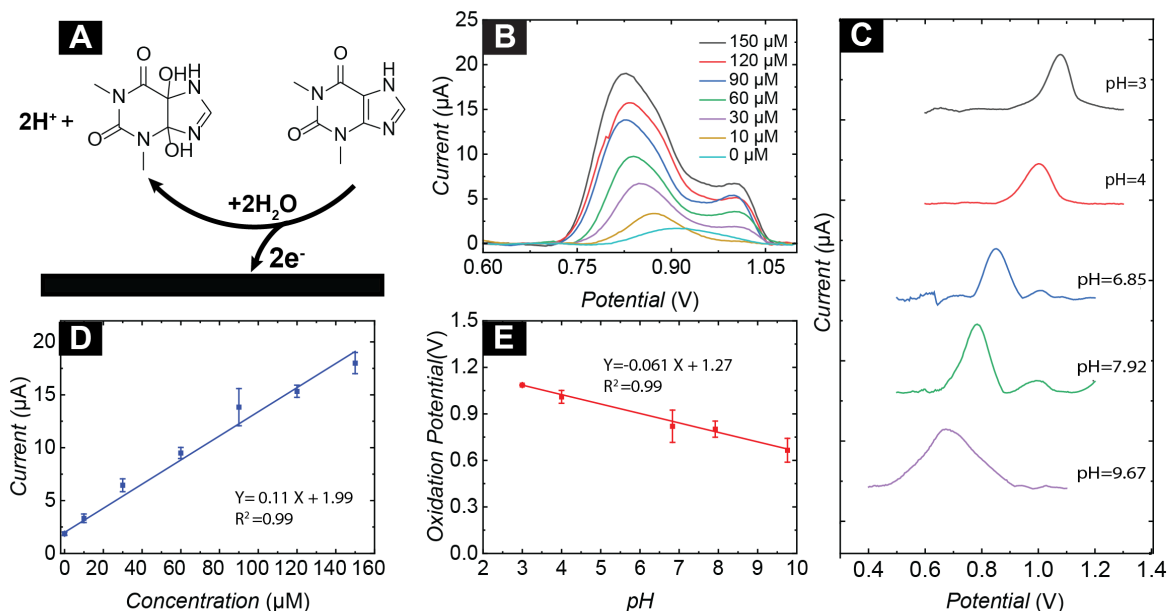 A
O
OH
H
N
N
O
N
N
OH
2H⁺ +
O
H
N
N
O
N
N
+2H₂O
2e⁻
B
Current (µA)
25
20
15
10
5
0
0.60
0.75
0.90
1.05
Potential (V)
150 µM
120 µM
90 µM
60 µM
30 µM
10 µM
0 µM
C
Current (µA)
pH=3
pH=4
pH=6.85
pH=7.92
pH=9.67
0.4
0.6
0.8
1.0
1.2
1.4
Potential (V)
D
Current (µA)
20
15
10
5
0
0
20
40
60
80
100
120
140
160
Concentration (µM)
Y= 0.11 X + 1.99
R²=0.99
E
Oxidation Potential(V)
1.5
1.2
0.9
0.6
0.3
0.0
2
3
4
5
6
7
8
9
10
pH
Y=-0.061 X + 1.27
R²=0.99